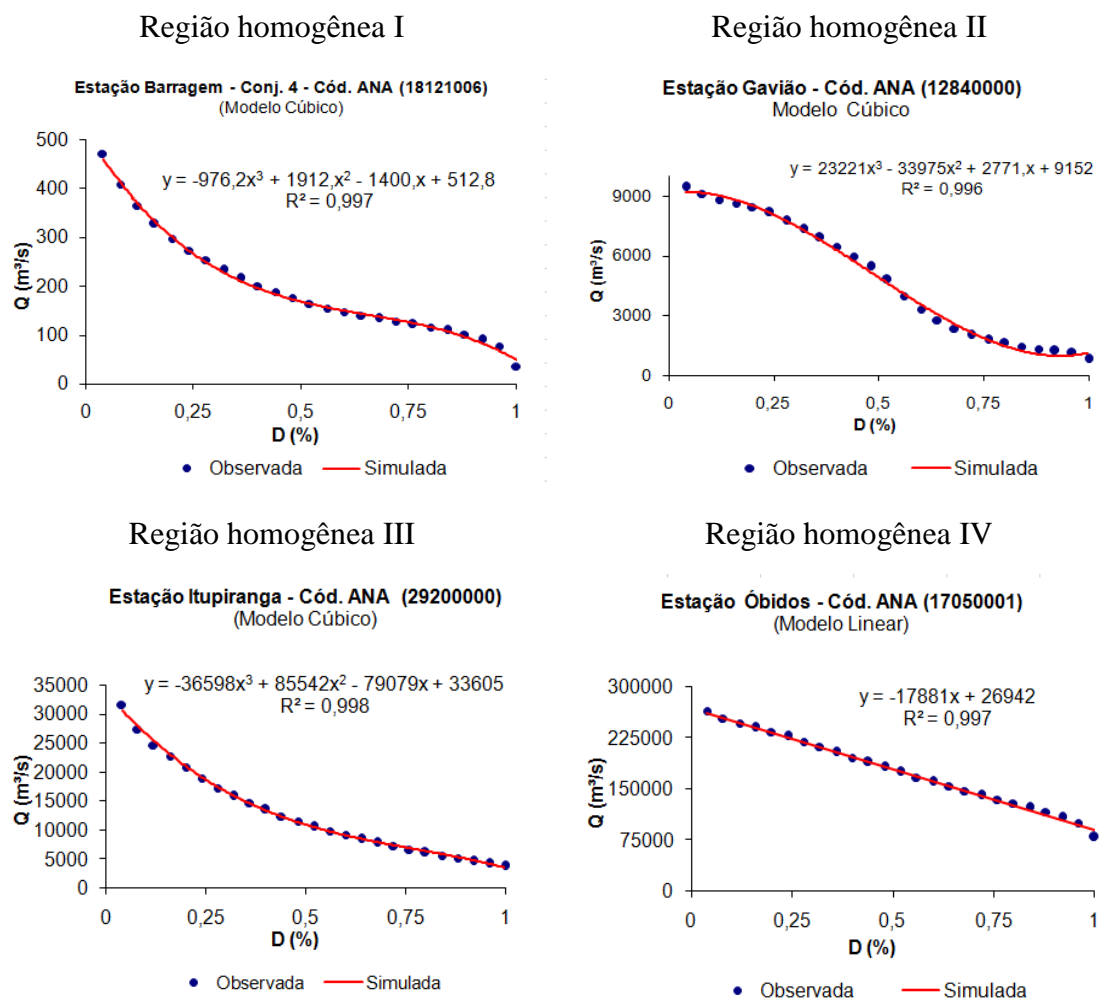 Região homogênea I
Região homogênea II
Estação Barragem - Conj. 4 - Cód. ANA (18121006)
(Modelo Cúbico)
y = -976,2x³ + 1912,x² - 1400,x + 512,8
R² = 0,997
500
400
300
200
100
0
Q (m³/s)
0
0,25
0,5
0,75
1
D (%)
Observada
Simulada
Estação Gavião - Cód. ANA (12840000)
Modelo Cúbico
y = 23221x³ - 33975x² + 2771,x + 9152
R² = 0,996
9000
6000
3000
0
Q (m³/s)
0
0,25
0,5
0,75
1
D (%)
Observada
Simulada
Região homogênea III
Região homogênea IV
Estação Itupiranga - Cód. ANA (29200000)
(Modelo Cúbico)
y = -36598x³ + 85542x² - 79079x + 33605
R² = 0,998
35000
30000
25000
20000
15000
10000
5000
0
Q (m³/s)
0
0,25
0,5
0,75
1
D (%)
Observada
Simulada
Estação Óbidos - Cód. ANA (17050001)
(Modelo Linear)
y = -17881x + 26942
R² = 0,997
300000
225000
150000
75000
0
Q (m³/s)
0
0,25
0,5
0,75
1
D (%)
Observada
Simulada